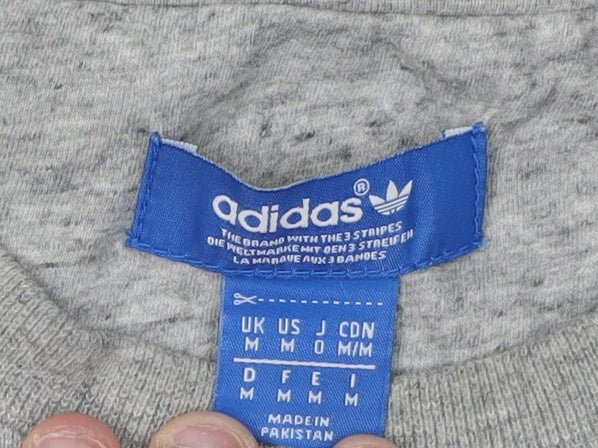 adidas®
THE BRAND WITH THE 3 STRIPES
DIE WELTMARKE MIT DEN 3 STREIFEN
LA MARQUE AUX 3 BANDES
UK US J CDN
M M O M/M
D F E I
M M M M
MADE IN
PAKISTAN